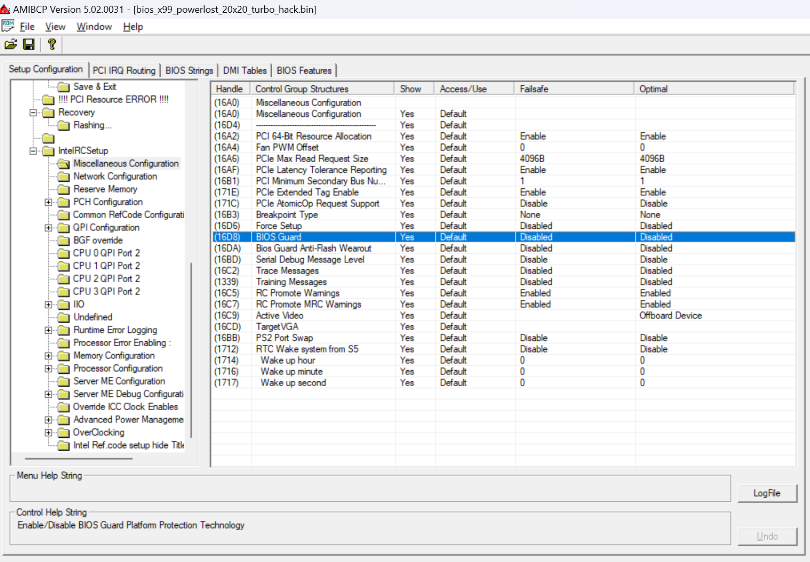 AMIBCP Version 5.02.0031 - [bios_x99_powerlost_20x20_turbo_hack.bin]
File View Window Help
Setup Configuration PCI IRQ Routing BIOS Strings DMI Tables BIOS Features
Save & Exit
!!!! PCI Resource ERROR !!!!
Recovery
Flashing...
IntelRCSetup
Miscellaneous Configuration
Network Configuration
Reserve Memory
PCH Configuration
Common RefCode Configurati
QPI Configuration
BGF override
CPU 0 QPI Port 2
CPU 1 QPI Port 2
CPU 2 QPI Port 2
CPU 3 QPI Port 2
IIO
Undefined
Runtime Error Logging
Processor Error Enabling :
Memory Configuration
Processor Configuration
Server ME Configuration
Server ME Debug Configurati
Override ICC Clock Enables
Advanced Power Manageme
OverClocking
Intel Ref.code setup hide Title
Handle Control Group Structures Show Access/Use Failsafe Optimal
(16A0) Miscellaneous Configuration
(16A0) Miscellaneous Configuration Yes Default
(16D4) ---------------------------------------- Yes Default
(16A2) PCI 64-Bit Resource Allocation Yes Default Enable Enable
(16A4) Fan PWM Offset Yes Default 0 0
(16A6) PCIe Max Read Request Size Yes Default 4096B 4096B
(16AF) PCIe Latency Tolerance Reporting Yes Default Enable Enable
(16B1) PCI Minimum Secondary Bus Nu... Yes Default 1 1
(171E) PCIe Extended Tag Enable Yes Default Enable Enable
(171C) PCIe AtomicOp Request Support Yes Default Disable Disable
(16B3) Breakpoint Type Yes Default None None
(16D6) Force Setup Yes Default Disabled Disabled
(16D8) BIOS Guard Yes Default Disabled Disabled
(16DA) Bios Guard Anti-Flash Wearout Yes Default Disabled Disabled
(16BD) Serial Debug Message Level Yes Default Disable Disable
(16C2) Trace Messages Yes Default Disabled Disabled
(1339) Training Messages Yes Default Disabled Disabled
(16C5) RC Promote Warnings Yes Default Enabled Enabled
(16C7) Promote MRC Warnings Yes Default Enabled Enabled
(16C9) Active Video Yes Default Offboard Device
(16CD) TargetVGA Yes Default
(16BB) PS2 Port Swap Yes Default Disable Disable
(1712) RTC Wake system from S5 Yes Default Disable Disable
(1714) Wake up hour Yes Default 0 0
(1716) Wake up minute Yes Default 0 0
(1717) Wake up second Yes Default 0 0
Menu Help String
LogFile
Control Help String
Enable/Disable BIOS Guard Platform Protection Technology
Undo